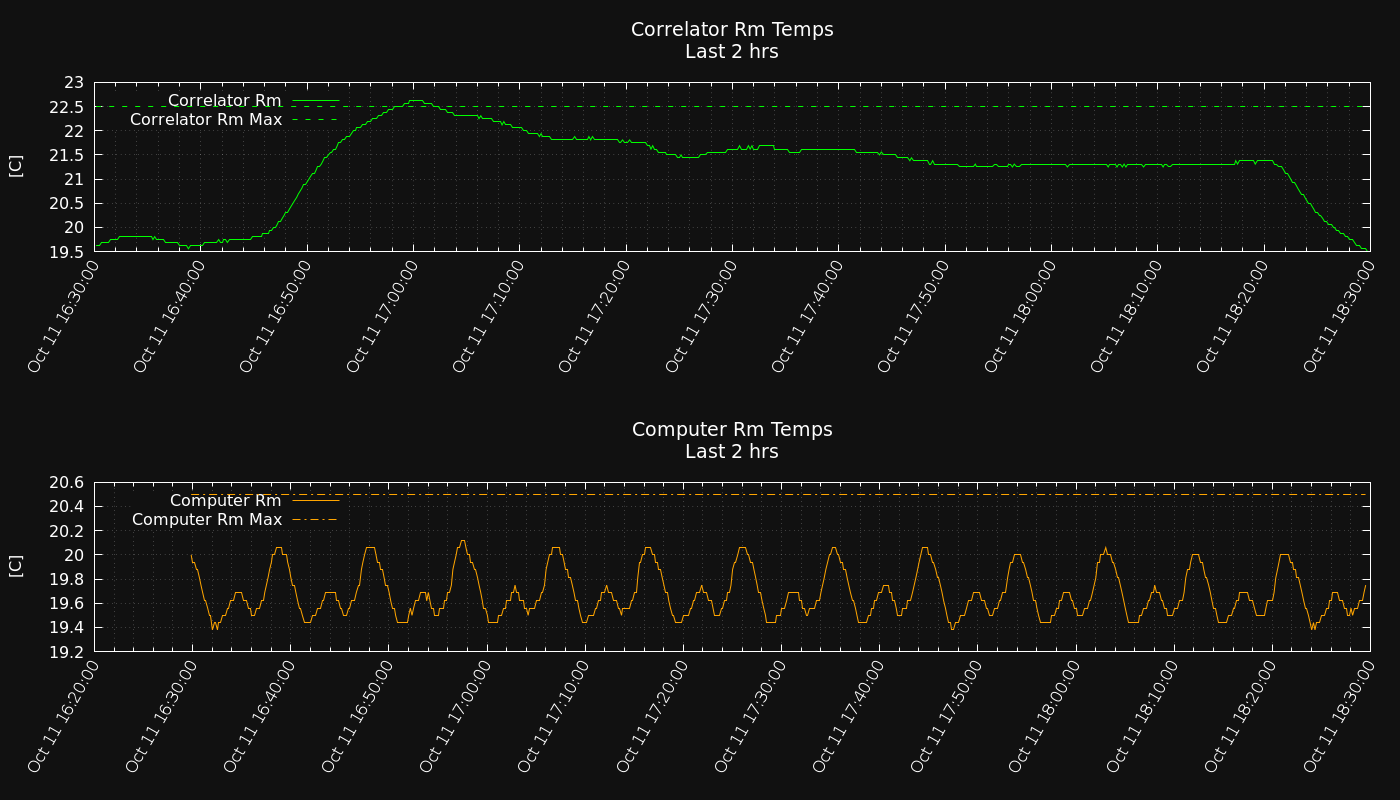 Correlator Rm Temps
Last 2 hrs
23
22.5
22
21.5
21
20.5
20
19.5
[C]
Correlator Rm
Correlator Rm Max
Oct 11 16:30:00
Oct 11 16:40:00
Oct 11 16:50:00
Oct 11 17:00:00
Oct 11 17:10:00
Oct 11 17:20:00
Oct 11 17:30:00
Oct 11 17:40:00
Oct 11 17:50:00
Oct 11 18:00:00
Oct 11 18:10:00
Oct 11 18:20:00
Oct 11 18:30:00
Computer Rm Temps
Last 2 hrs
20.6
20.4
20.2
20
19.8
19.6
19.4
19.2
[C]
Computer Rm
Computer Rm Max
Oct 11 16:20:00
Oct 11 16:30:00
Oct 11 16:40:00
Oct 11 16:50:00
Oct 11 17:00:00
Oct 11 17:10:00
Oct 11 17:20:00
Oct 11 17:30:00
Oct 11 17:40:00
Oct 11 17:50:00
Oct 11 18:00:00
Oct 11 18:10:00
Oct 11 18:20:00
Oct 11 18:30:00